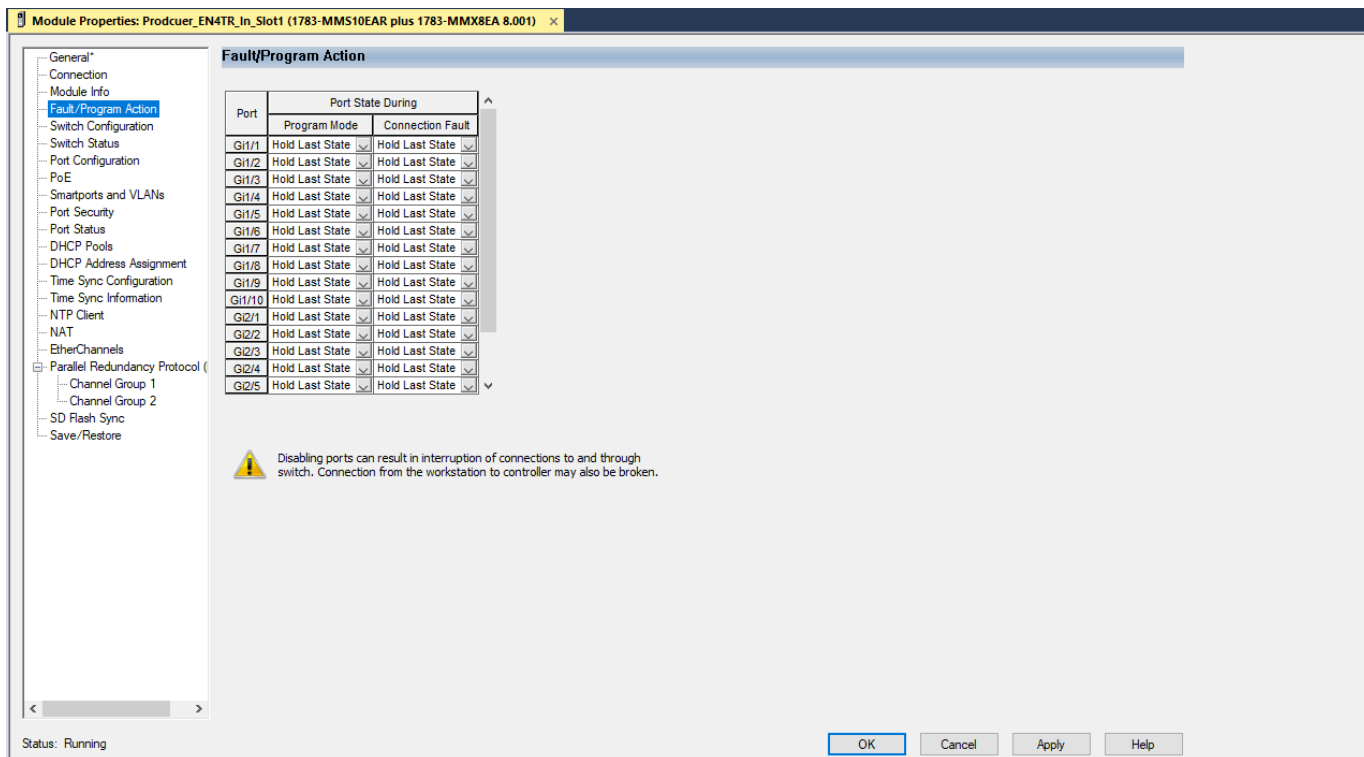 Module Properties: Prodcuer_EN4TR_In_Slot1 (1783-MMS10EAR plus 1783-MMX8EA 8.001) ×
General*
Connection
Module Info
Fault/Program Action
Switch Configuration
Switch Status
Port Configuration
PoE
Smartports and VLANs
Port Security
Port Status
DHCP Pools
DHCP Address Assignment
Time Sync Configuration
Time Sync Information
NTP Client
NAT
EtherChannels
Parallel Redundancy Protocol (
Channel Group 1
Channel Group 2
SD Flash Sync
Save/Restore
Fault/Program Action
Port State During
Port
Program Mode Connection Fault
Gi1/1 Hold Last State Hold Last State
Gi1/2 Hold Last State Hold Last State
Gi1/3 Hold Last State Hold Last State
Gi1/4 Hold Last State Hold Last State
Gi1/5 Hold Last State Hold Last State
Gi1/6 Hold Last State Hold Last State
Gi1/7 Hold Last State Hold Last State
Gi1/8 Hold Last State Hold Last State
Gi1/9 Hold Last State Hold Last State
Gi1/10 Hold Last State Hold Last State
Gi2/1 Hold Last State Hold Last State
Gi2/2 Hold Last State Hold Last State
Gi2/3 Hold Last State Hold Last State
Gi2/4 Hold Last State Hold Last State
Gi2/5 Hold Last State Hold Last State
Disabling ports can result in interruption of connections to and through
switch. Connection from the workstation to controller may also be broken.
Status: Running
OK Cancel Apply Help